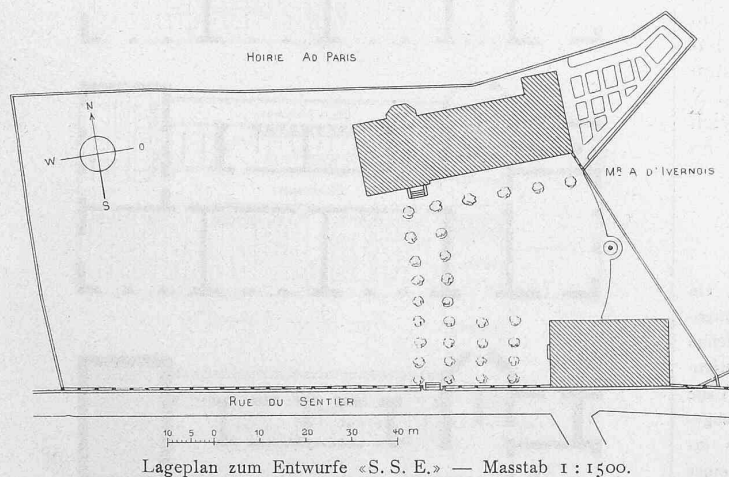 HOIRIE AD PARIS
N
W O
S
MR A D'IVERNOIS
RUE DU SENTIER
10 5 0 10 20 30 40 m
Lageplan zum Entwurfe «S. S. E.» — Masstab 1 : 1500.